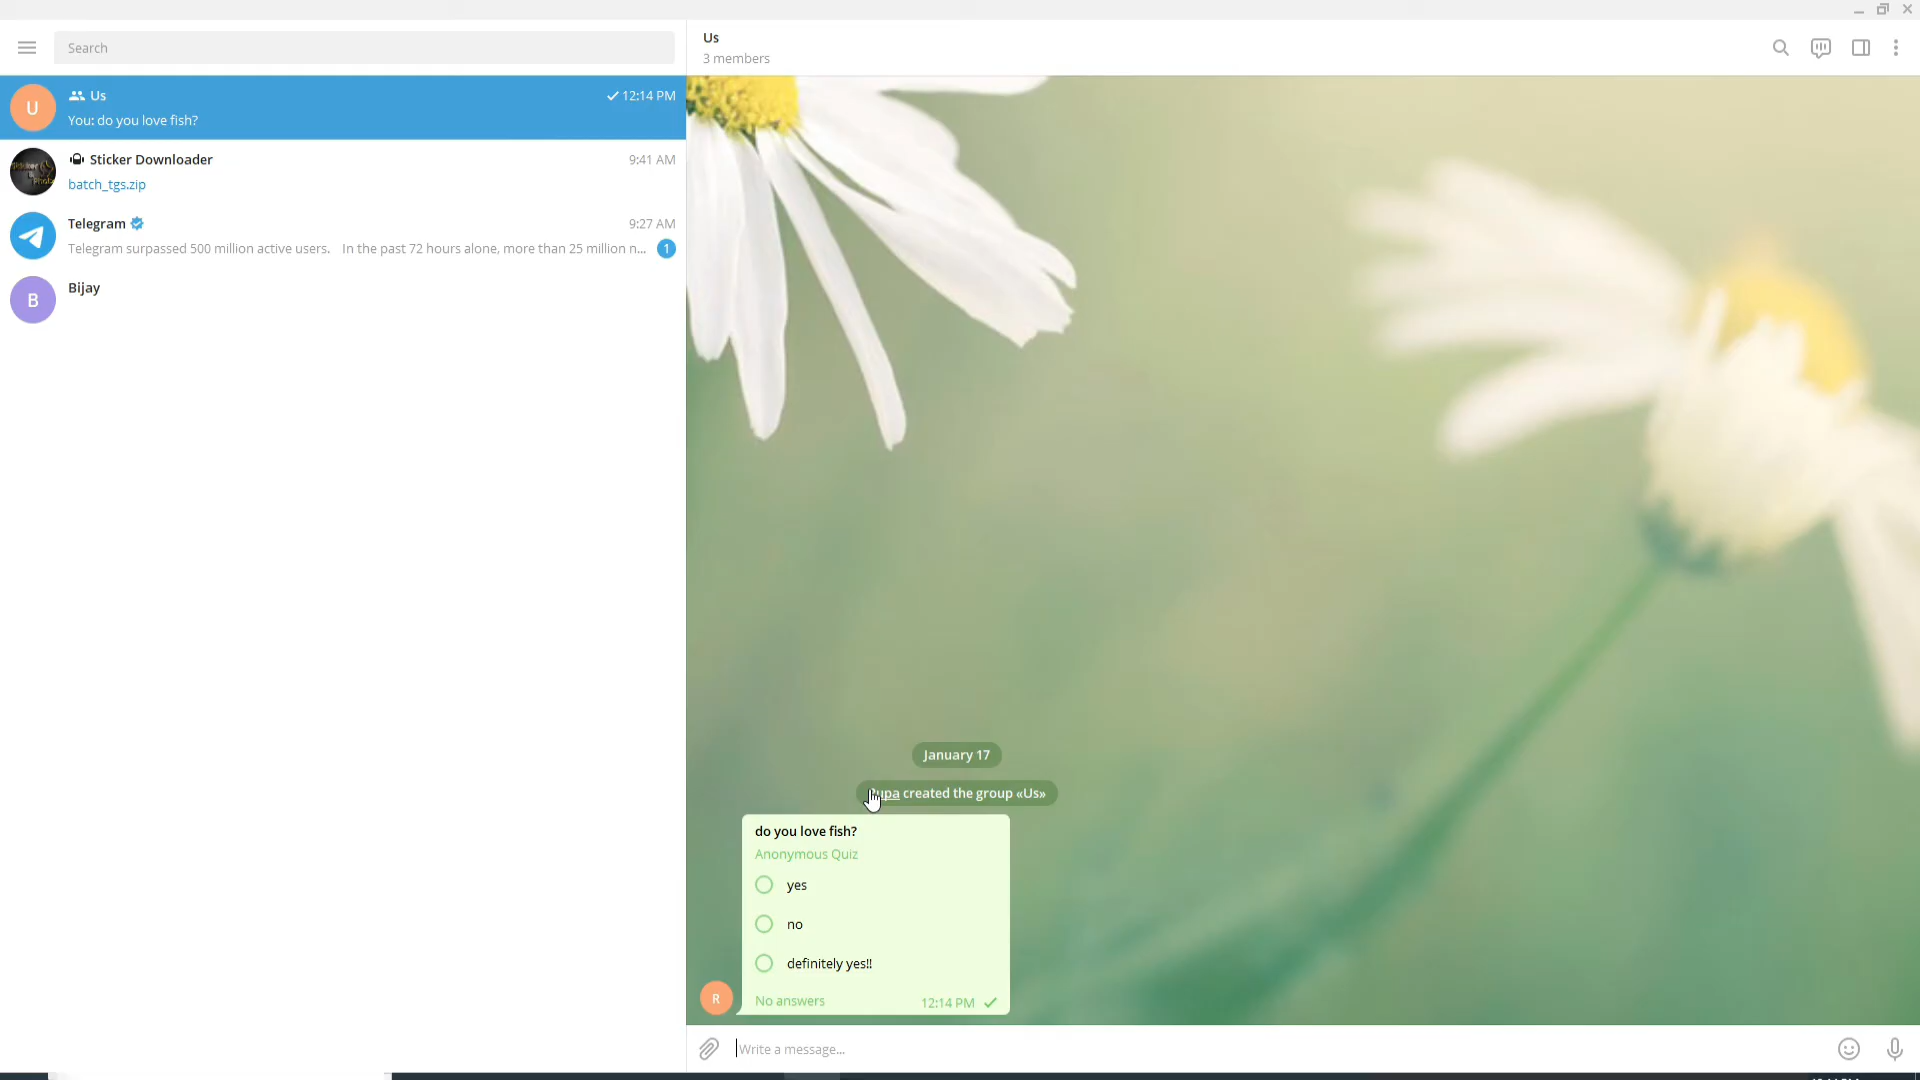 Search
Us
12:14 PM
You: do you love fish?
Sticker Downloader
9:41 AM
batch_tgs.zip
Telegram
9:27 AM
Telegram surpassed 500 million active users. In the past 72 hours alone, more than 25 million n...
1
Bijay
U
B
Us
3 members
January 17
created the group «Us»
do you love fish?
Anonymous Quiz
yes
no
definitely yes!!
No answers
12:14 PM
R
Write a message...